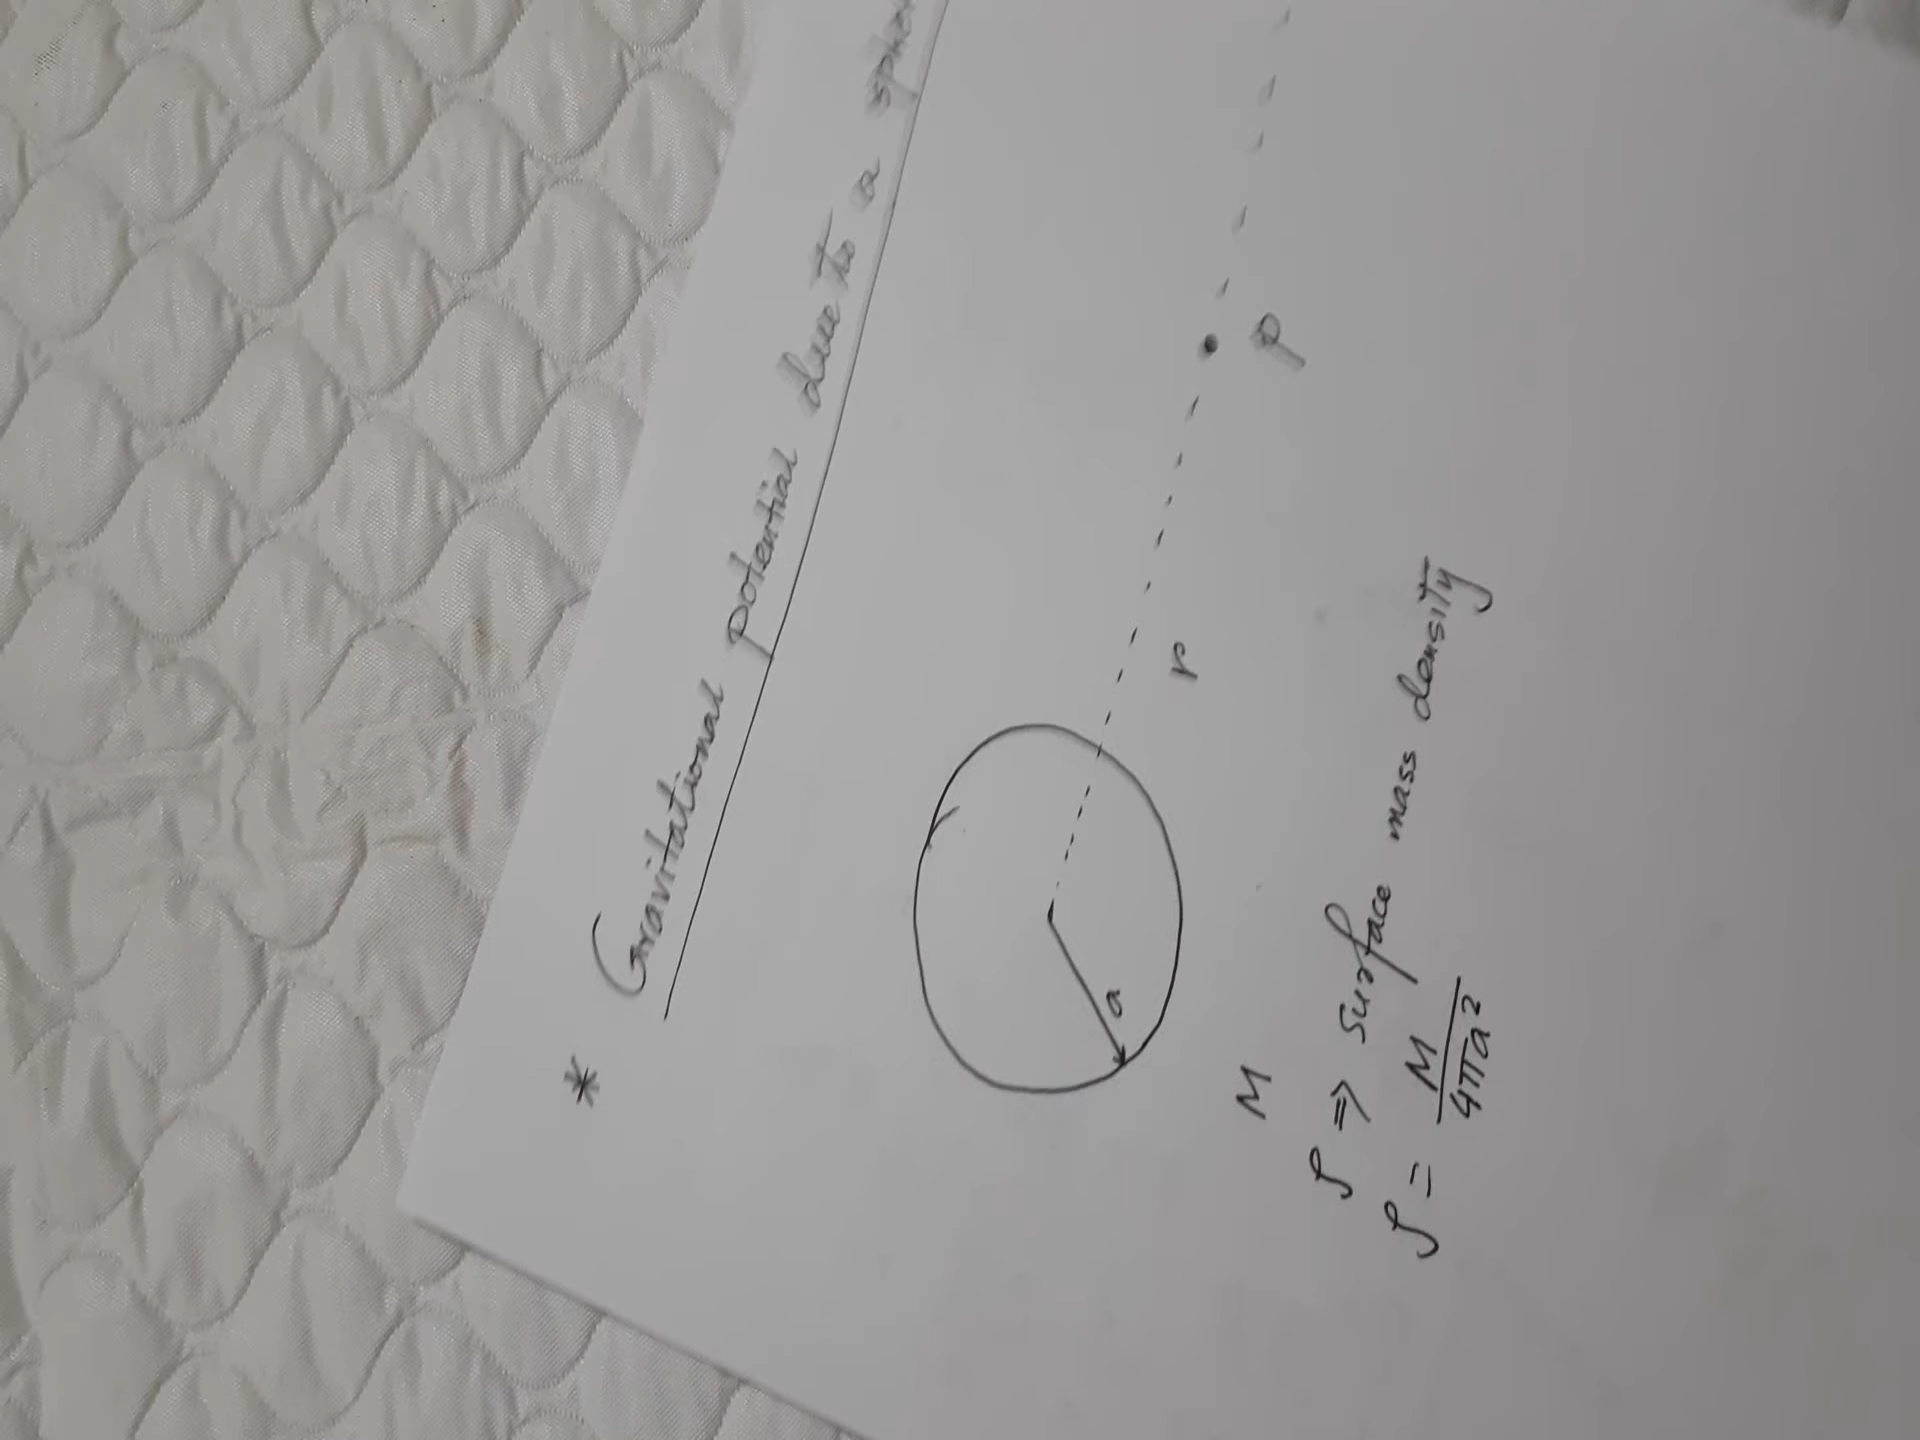 * Gravitational potential due to a
P
r
a
M
ρ ⇒ surface mass density
ρ = M / 4πa²